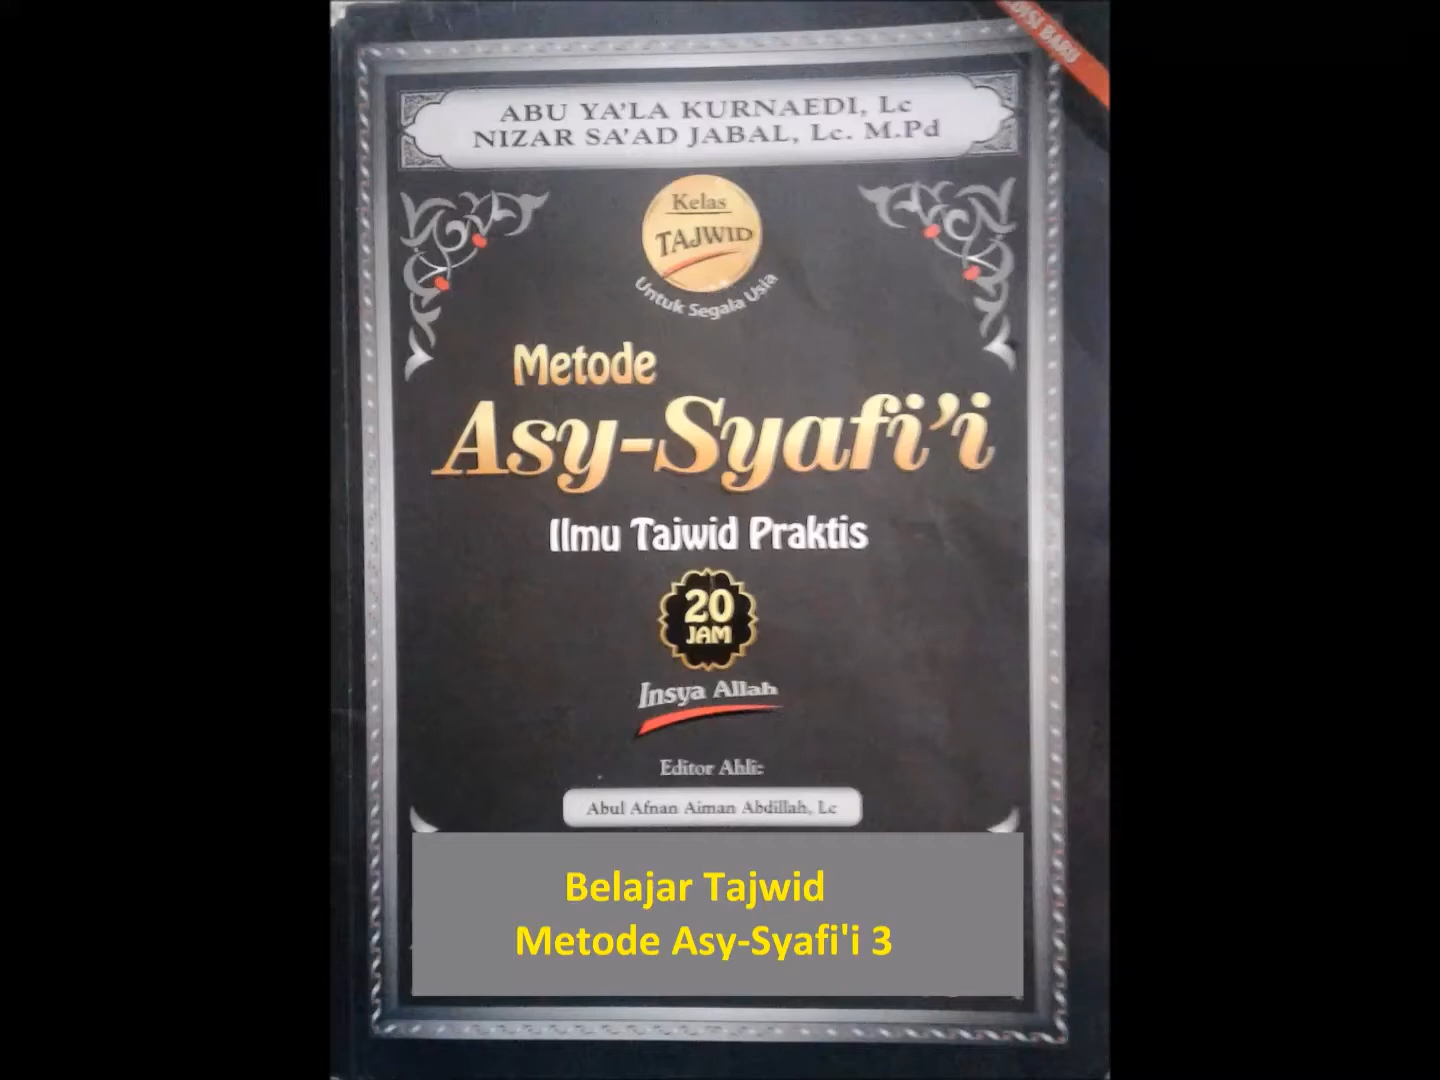 EDISI BARU
ABU YA'LA KURNAEDI, Lc
NIZAR SA'AD JABAL, Lc. M.Pd
Kelas
TAJWID
Untuk Segala Usia
Metode
Asy-Syafi'i
Ilmu Tajwid Praktis
20
JAM
Insya Allah
Editor Ahli:
Abul Afnan Aiman Abdillah, Lc
Belajar Tajwid
Metode Asy-Syafi'i 3